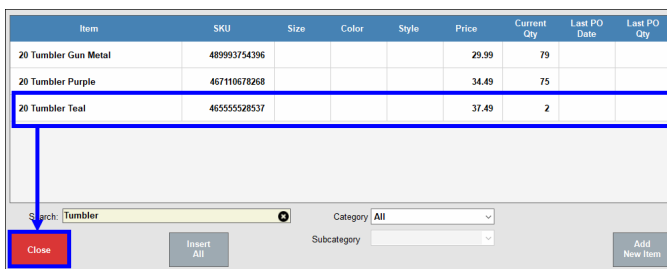 Item SKU Size Color Style Price Current Qty Last PO Date Last PO Qty
20 Tumbler Gun Metal 489993754396 29.99 79
20 Tumbler Purple 467110678268 34.49 75
20 Tumbler Teal 465555528537 37.49 2
Search: Tumbler Category All
Subcategory
Close Insert All Add New Item